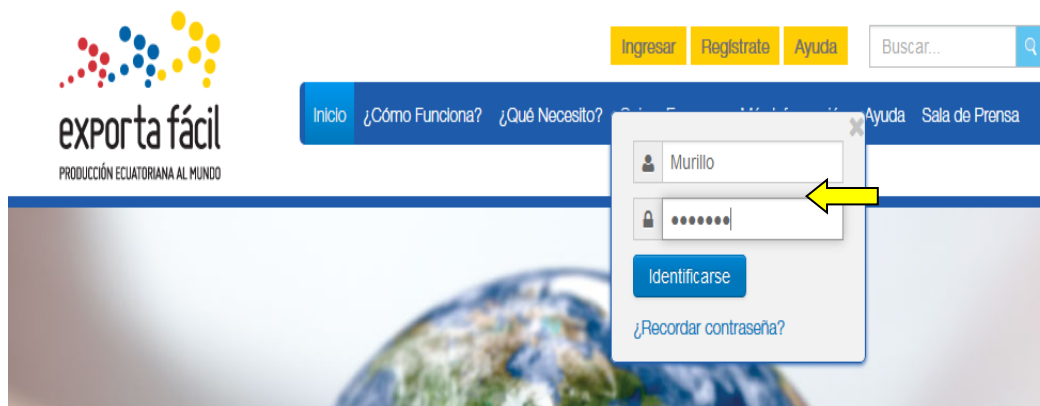 Ingresar Regístrate Ayuda Buscar...
exporta fácil
PRODUCCIÓN ECUATORIANA AL MUNDO
Inicio ¿Cómo Funciona? ¿Qué Necesito? Ayuda Sala de Prensa
Murillo
•••••••
Identificarse
¿Recordar contraseña?